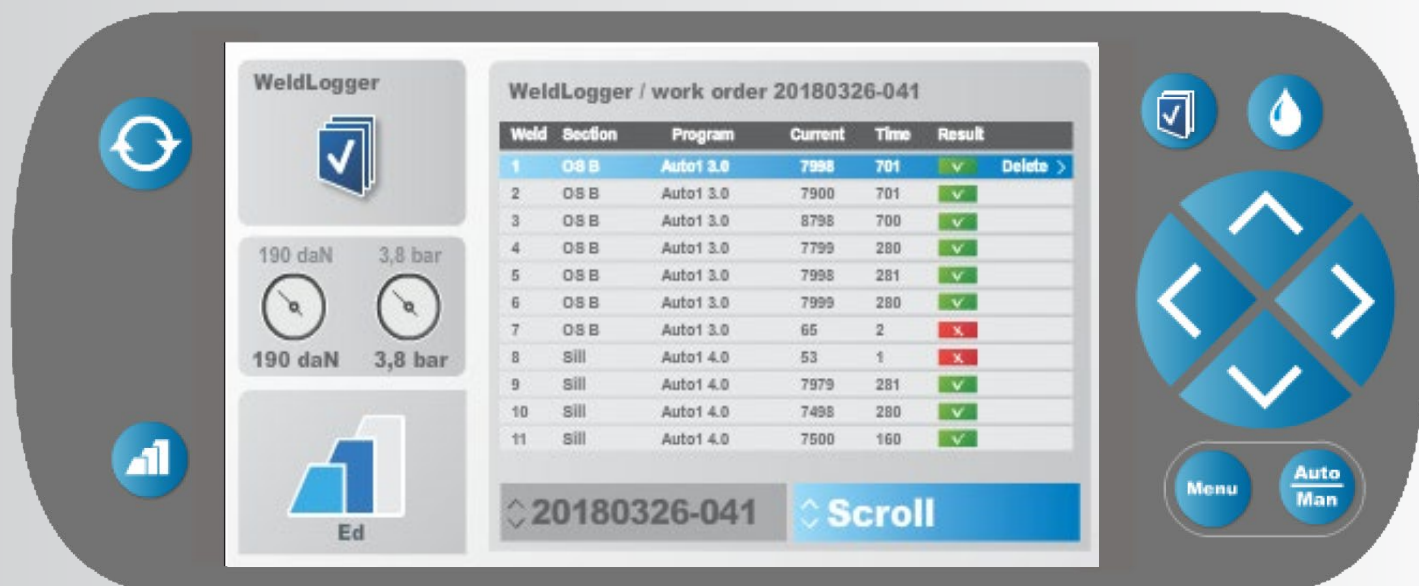 WeldLogger
190 daN 3,8 bar
190 daN 3,8 bar
Ed
WeldLogger / work order 20180326-041
Weld Section Program Current Time Result
1 OS B Auto1 3.0 7998 701 Delete >
2 OS B Auto1 3.0 7900 701
3 OS B Auto1 3.0 8798 700
4 OS B Auto1 3.0 7799 280
5 OS B Auto1 3.0 7998 281
6 OS B Auto1 3.0 7999 280
7 OS B Auto1 3.0 65 2
8 Sill Auto1 4.0 53 1
9 Sill Auto1 4.0 7979 281
10 Sill Auto1 4.0 7498 280
11 Sill Auto1 4.0 7500 160
20180326-041 Scroll
Menu
Auto
Man